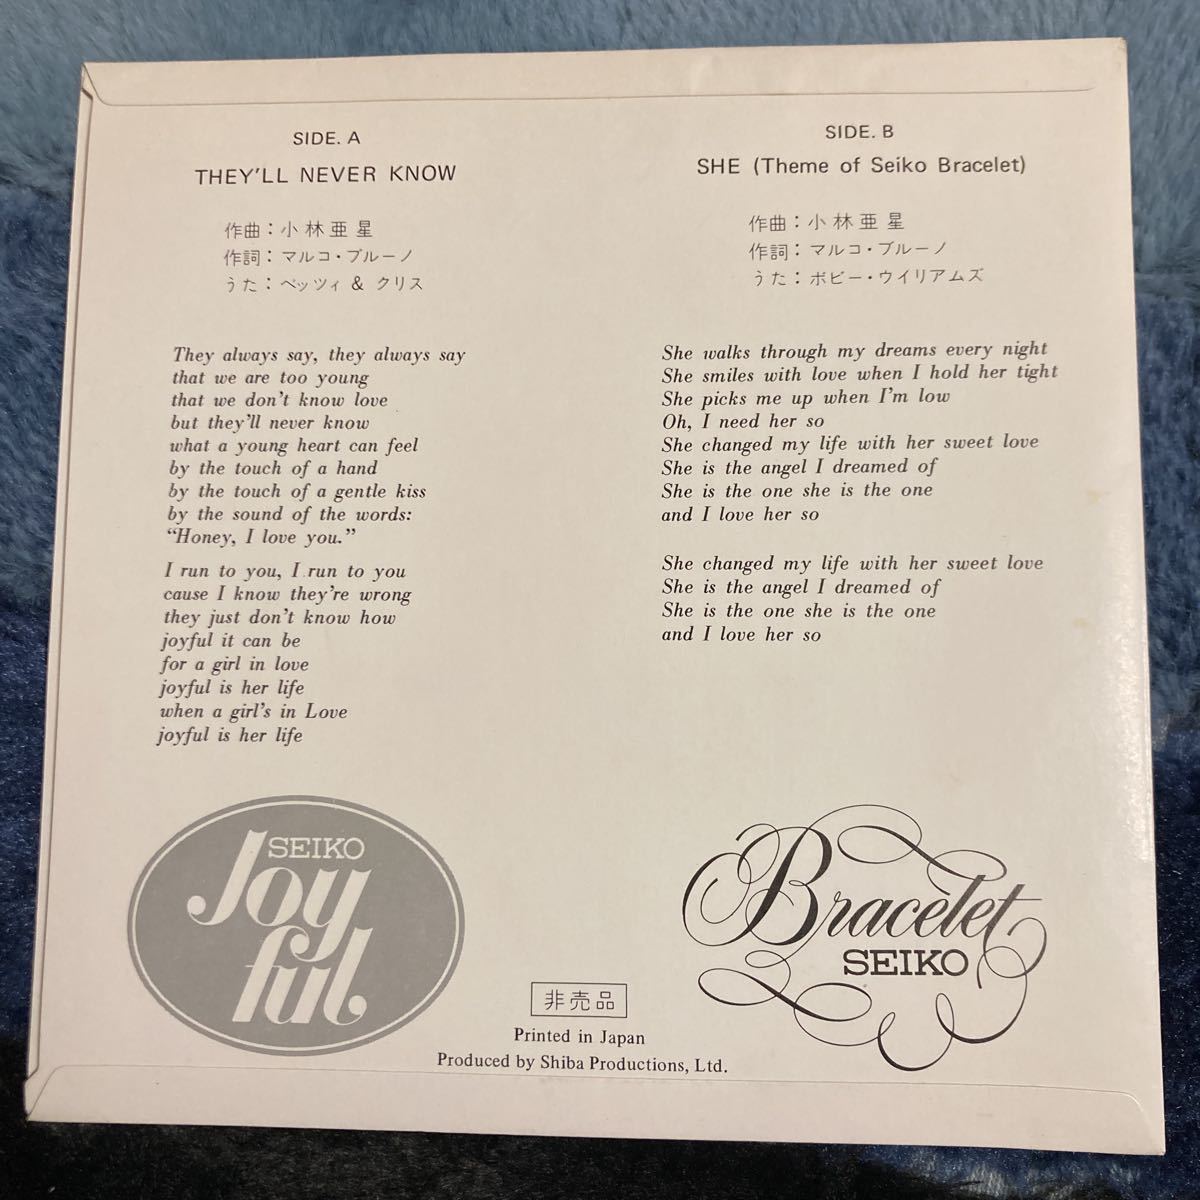 SIDE. A
THEY'LL NEVER KNOW
作曲：小林亜星
作詞：マルコ・ブルーノ
うた：ベッツィ & クリス
They always say, they always say
that we are too young
that we don't know love
but they'll never know
what a young heart can feel
by the touch of a hand
by the touch of a gentle kiss
by the sound of the words:
“Honey, I love you.”
I run to you, I run to you
cause I know they're wrong
they just don't know how
joyful it can be
for a girl in love
joyful is her life
when a girl's in Love
joyful is her life
SIDE. B
SHE (Theme of Seiko Bracelet)
作曲：小林亜星
作詞：マルコ・ブルーノ
うた：ボビー・ウイリアムズ
She walks through my dreams every night
She smiles with love when I hold her tight
She picks me up when I'm low
Oh, I need her so
She changed my life with her sweet love
She is the angel I dreamed of
She is the one she is the one
and I love her so
She changed my life with her sweet love
She is the angel I dreamed of
She is the one she is the one
and I love her so
SEIKO
Joy
ful
Bracelet
SEIKO
非売品
Printed in Japan
Produced by Shiba Productions, Ltd.